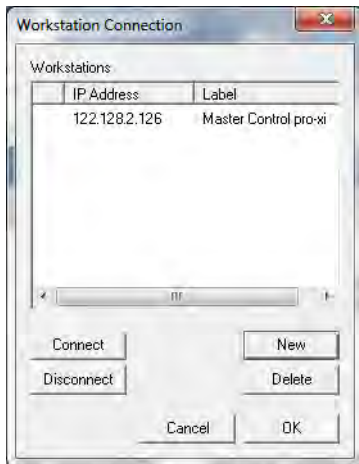 Workstation Connection
Workstations
IP Address Label
122.128.2.126 Master Control pro-xi
Connect New
Disconnect Delete
Cancel OK